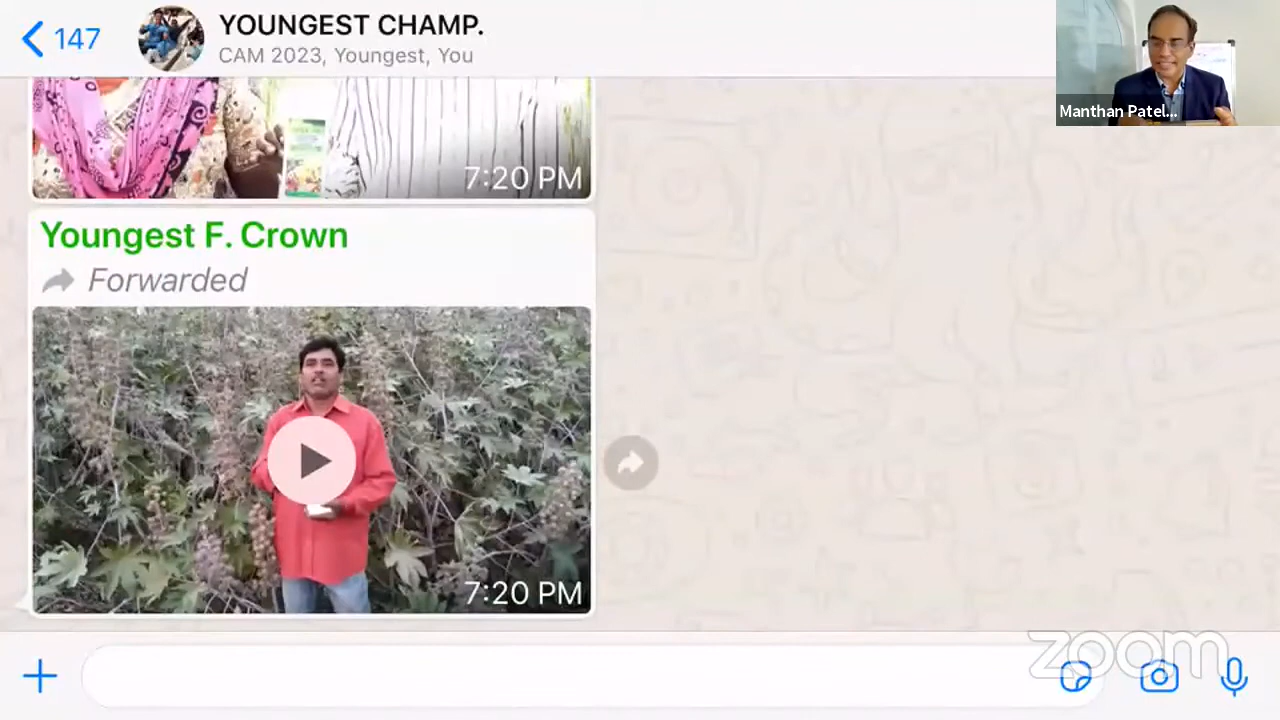 147
YOUNGEST CHAMP.
CAM 2023, Youngest, You
Manthan Patel...
7:20 PM
Youngest F. Crown
Forwarded
7:20 PM
zoom